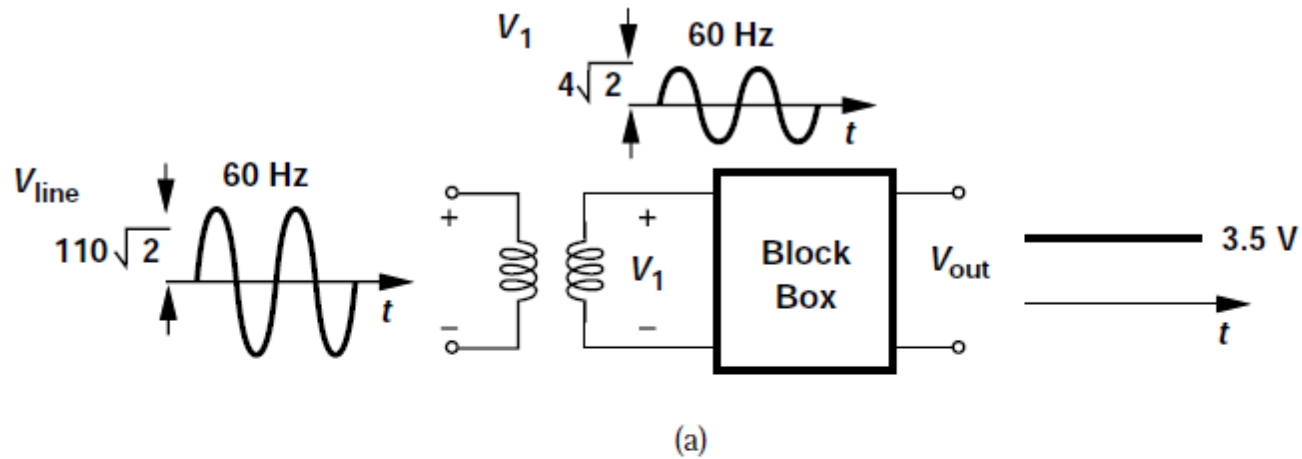 V1
60 Hz
4√2
t
Vline
60 Hz
110√2
t
+
−
+
V1
−
Block
Box
Vout
3.5 V
t
(a)